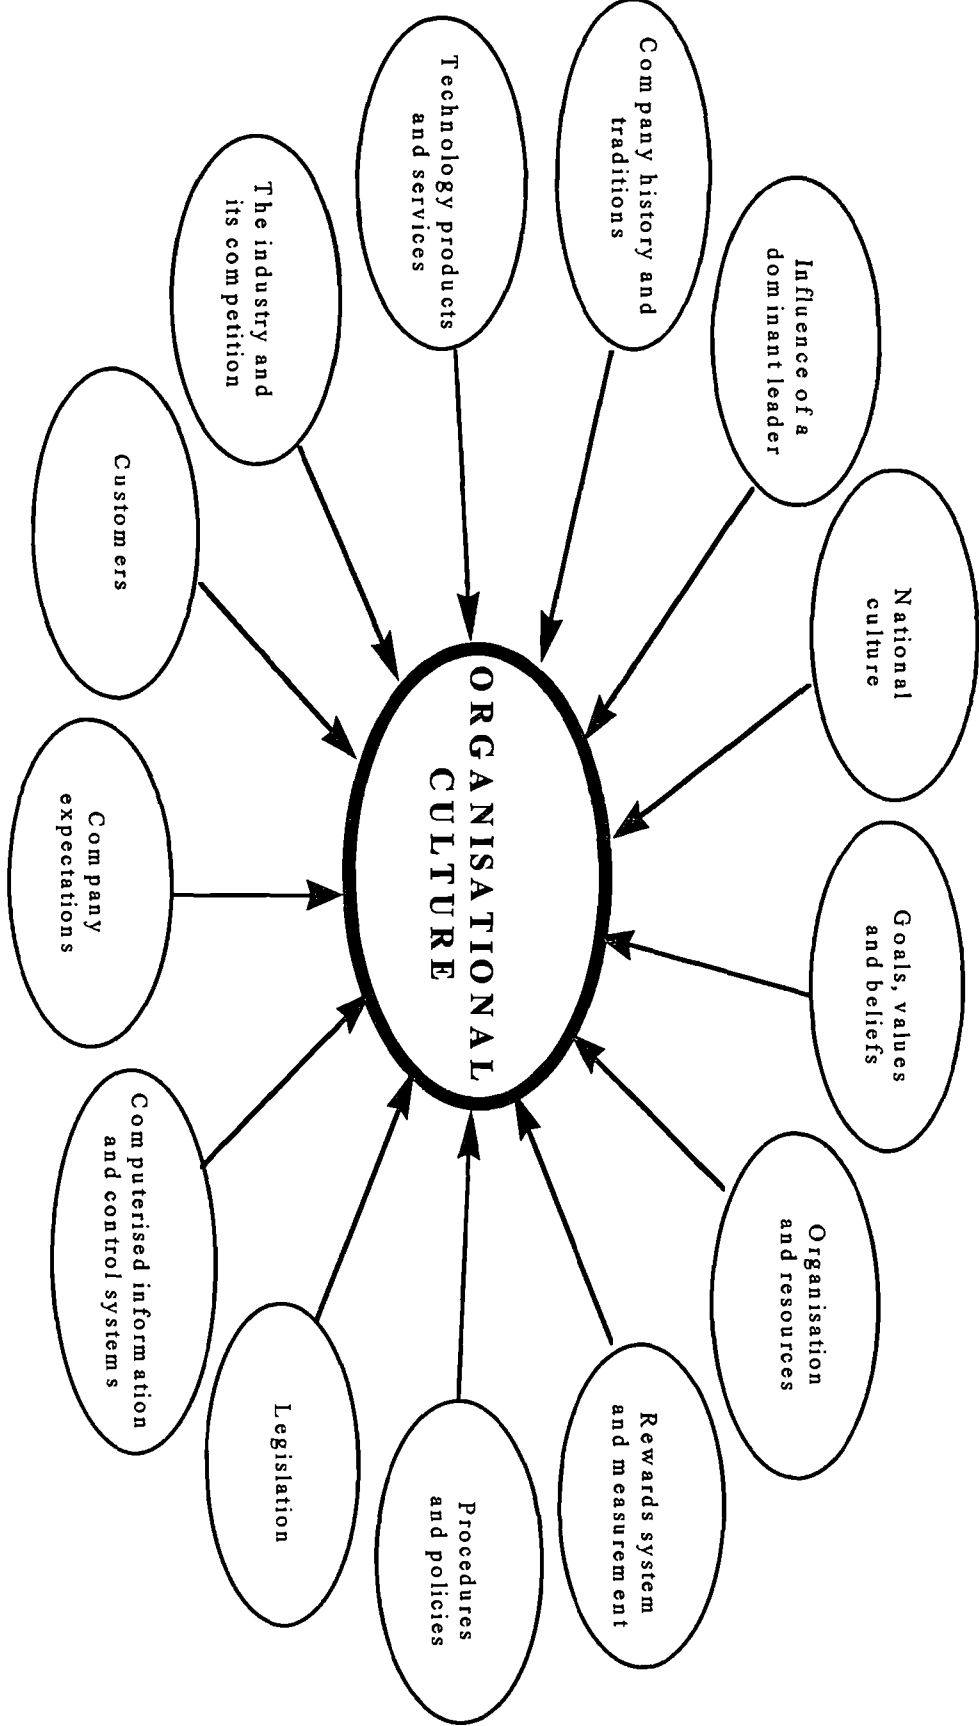 Company history and
traditions
Influence of a
dominant leader
National
culture
Goals, values
and beliefs
Organisation
and resources
Rewards system
and measurement
Procedures
and policies
Legislation
Computerised information
and control systems
Company
expectations
Customers
The industry and
its competition
Technology products
and services
ORGANISATIONAL
CULTURE